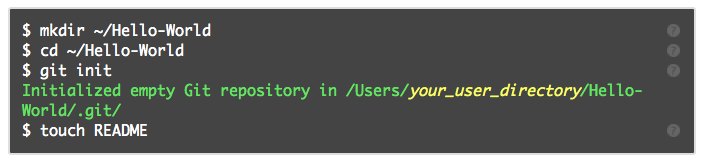 $ mkdir ~/Hello-World
$ cd ~/Hello-World
$ git init
Initialized empty Git repository in /Users/your_user_directory/Hello-
World/.git/
$ touch README